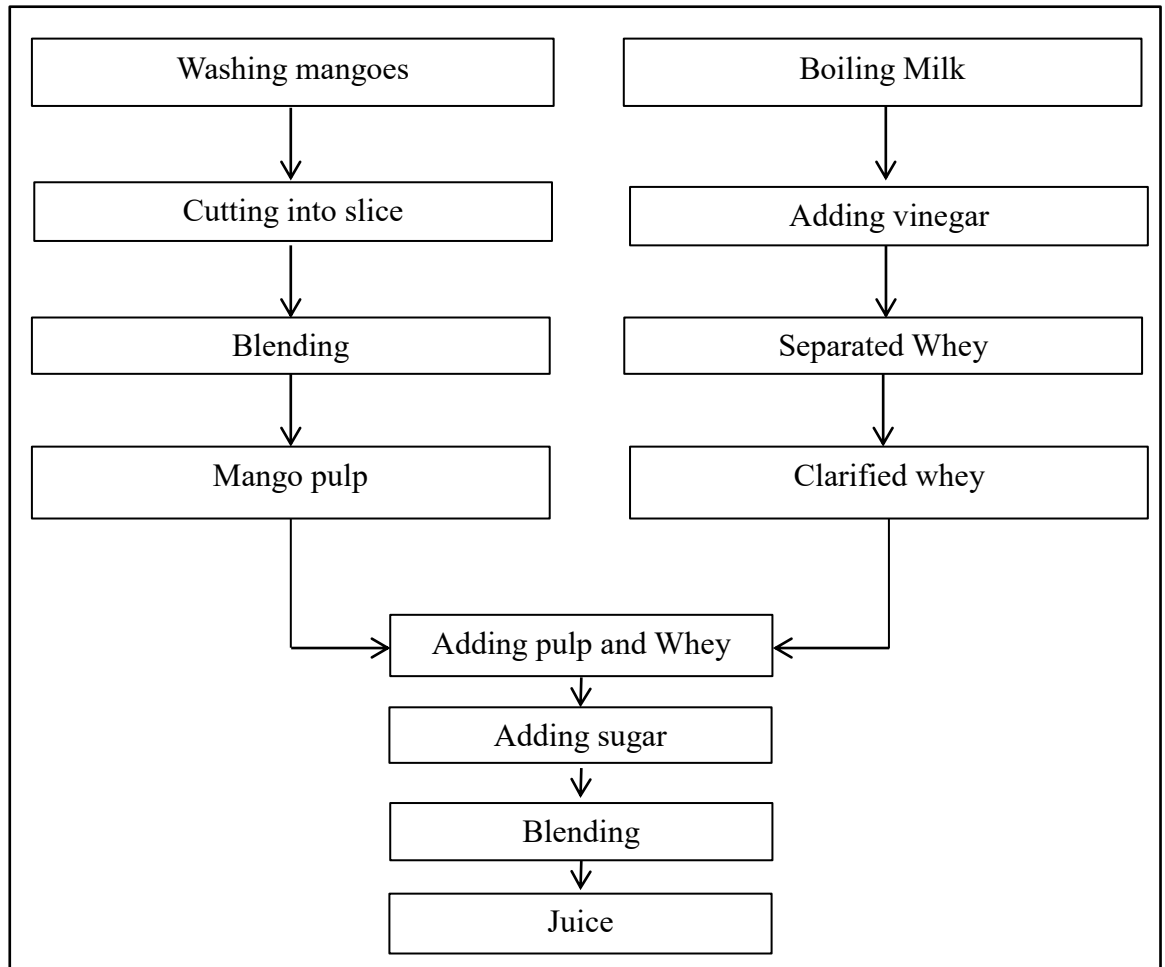 Washing mangoes
Cutting into slice
Blending
Mango pulp
Boiling Milk
Adding vinegar
Separated Whey
Clarified whey
Adding pulp and Whey
Adding sugar
Blending
Juice